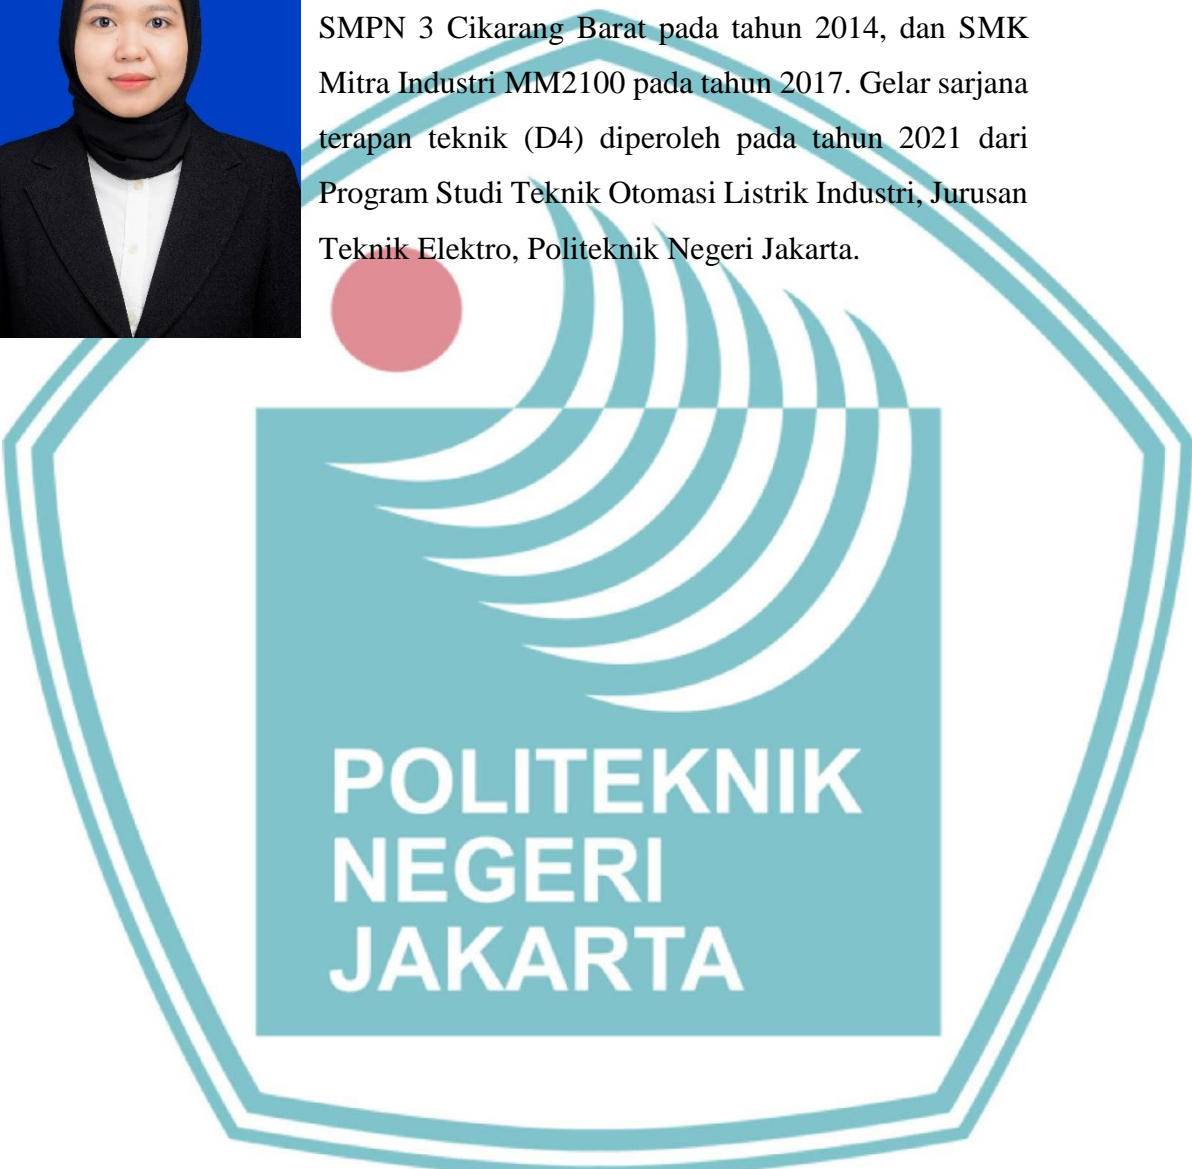 SMPN 3 Cikarang Barat pada tahun 2014, dan SMK
Mitra Industri MM2100 pada tahun 2017. Gelar sarjana
terapan teknik (D4) diperoleh pada tahun 2021 dari
Program Studi Teknik Otomasi Listrik Industri, Jurusan
Teknik Elektro, Politeknik Negeri Jakarta.
POLITEKNIK
NEGERI
JAKARTA